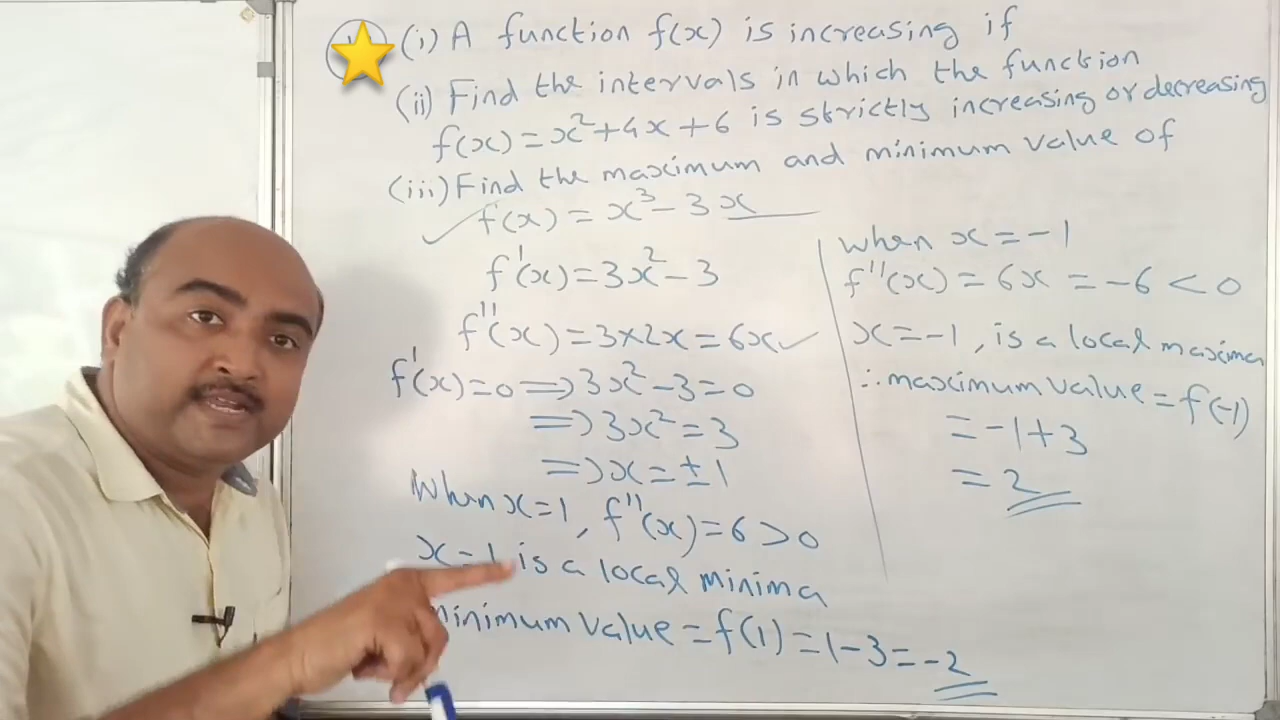 (i) A function f(x) is increasing if
(ii) Find the intervals in which the function
f(x) = x²+4x+6 is strictly increasing or decreasing
(iii) Find the maximum and minimum value of
f(x) = x³-3x
f'(x) = 3x²-3
f''(x) = 3×2x = 6x
f'(x)=0 ⇒ 3x²-3=0
⇒ 3x²=3
⇒ x=±1
When x=1, f''(x)=6>0
x=1 is a local minima
minimum value = f(1) = 1-3 = -2
when x=-1
f''(x) = 6x = -6 < 0
x=-1, is a local maxima
∴ maximum value = f(-1)
= -1+3
= 2